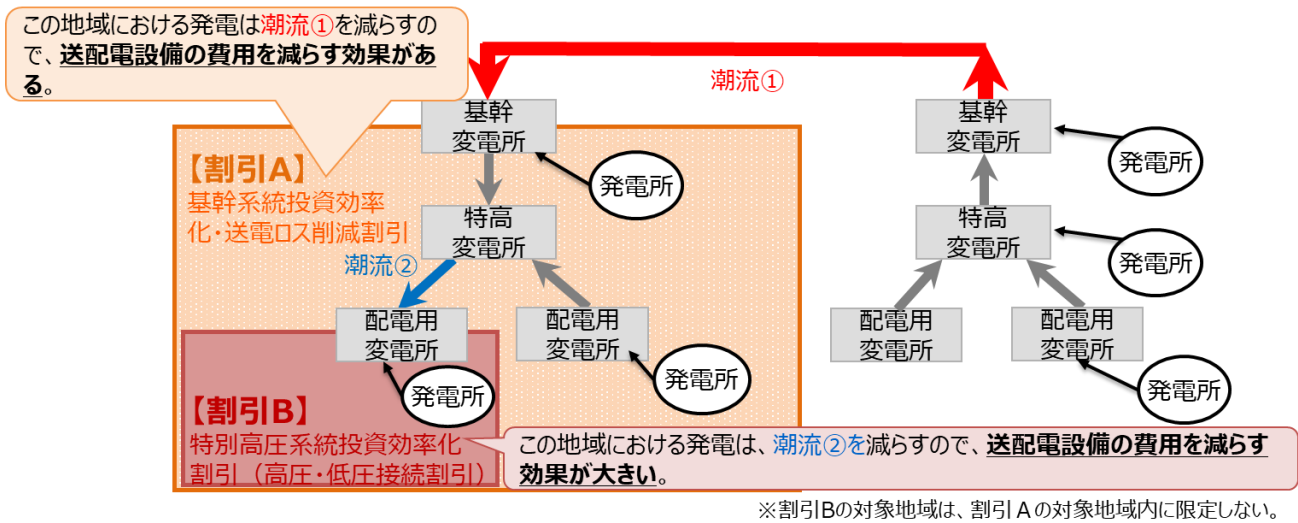 この地域における発電は潮流①を減らすの
で、送配電設備の費用を減らす効果があ
る。
潮流①
基幹
変電所
発電所
【割引A】
基幹系統投資効率
化・送電ロス削減割引
特高
変電所
潮流②
配電用
変電所
発電所
配電用
変電所
発電所
【割引B】
特別高圧系統投資効率化
割引（高圧・低圧接続割引）
基幹
変電所
発電所
特高
変電所
発電所
配電用
変電所
配電用
変電所
発電所
この地域における発電は、潮流②を減らすので、送配電設備の費用を減らす
効果が大きい。
※割引Bの対象地域は、割引Aの対象地域内に限定しない。